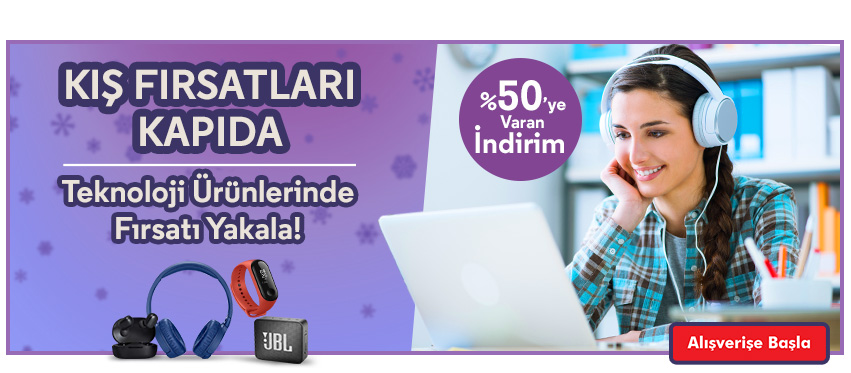 KIŞ FIRSATLARI
KAPIDA
Teknoloji Ürünlerinde
Fırsatı Yakala!
%50'ye
Varan
İndirim
JBL
Alışverişe Başla